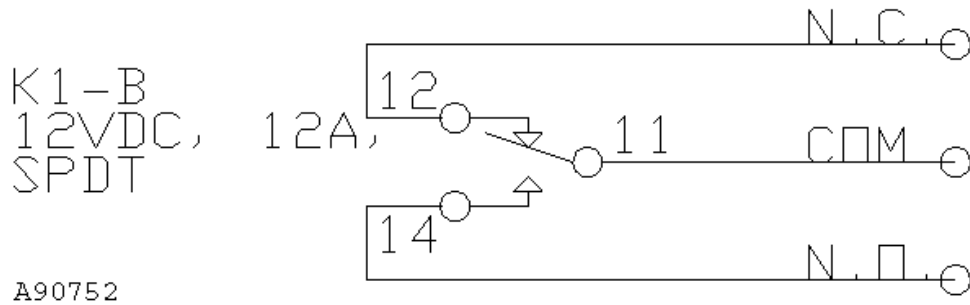 N.C.
K1-B
12
12VDC, 12A,
11
COM
SPDT
14
N.O.
A90752